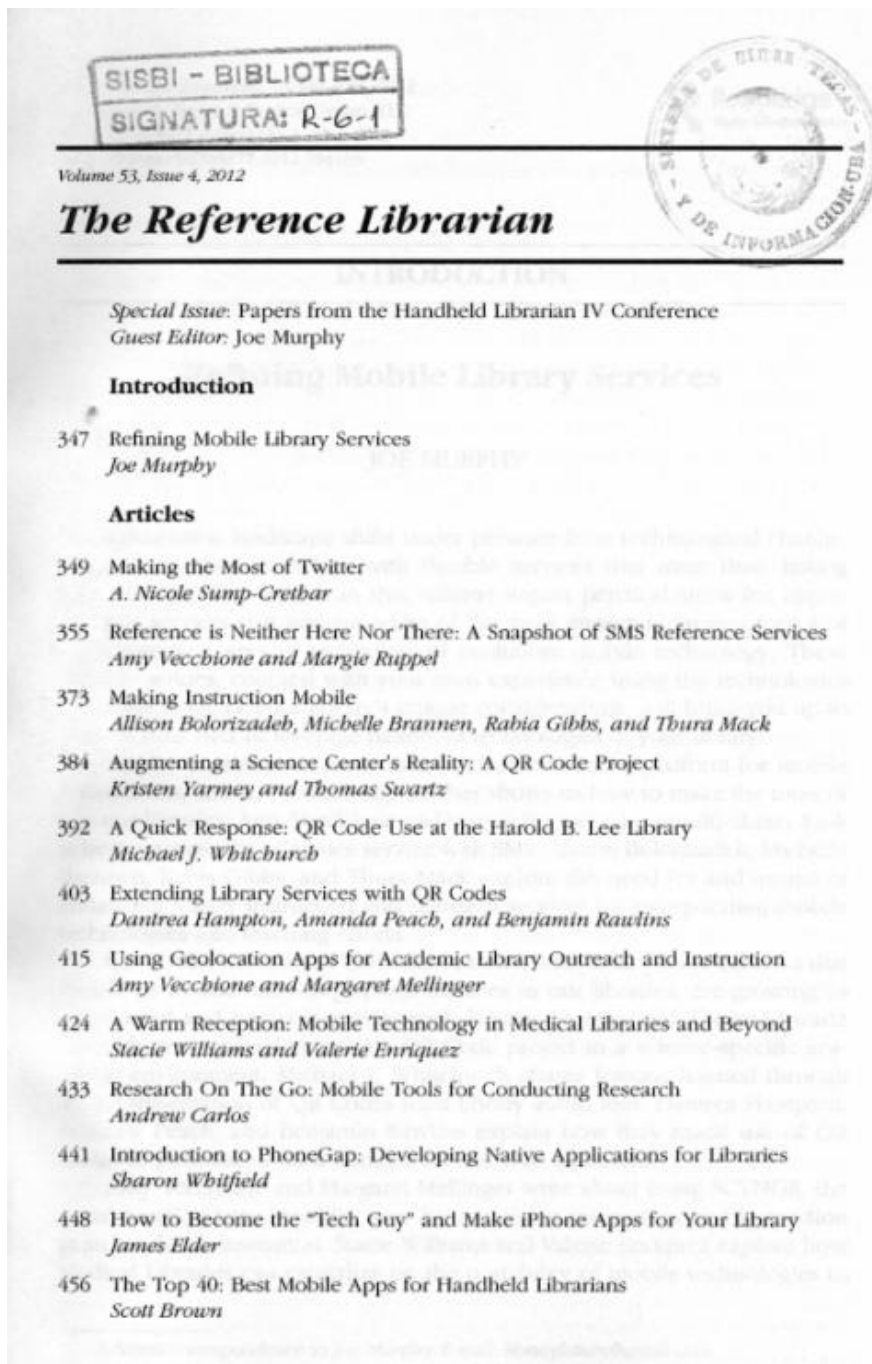 SISBI - BIBLIOTECA
SIGNATURA: R-6-1
SISTEMA DE BIBLIOTECAS - Y DE INFORMACION-UBA
Volume 53, Issue 4, 2012
The Reference Librarian
Special Issue: Papers from the Handheld Librarian IV Conference
Guest Editor: Joe Murphy
Introduction
347 Refining Mobile Library Services
Joe Murphy
Articles
349 Making the Most of Twitter
A. Nicole Sump-Crethar
355 Reference is Neither Here Nor There: A Snapshot of SMS Reference Services
Amy Vecchione and Margie Ruppel
373 Making Instruction Mobile
Allison Bolorizadeh, Michelle Brannen, Rabia Gibbs, and Thura Mack
384 Augmenting a Science Center's Reality: A QR Code Project
Kristen Yarmey and Thomas Swartz
392 A Quick Response: QR Code Use at the Harold B. Lee Library
Michael J. Whitchurch
403 Extending Library Services with QR Codes
Dantrea Hampton, Amanda Peach, and Benjamin Rawlins
415 Using Geolocation Apps for Academic Library Outreach and Instruction
Amy Vecchione and Margaret Mellinger
424 A Warm Reception: Mobile Technology in Medical Libraries and Beyond
Stacie Williams and Valerie Enriquez
433 Research On The Go: Mobile Tools for Conducting Research
Andrew Carlos
441 Introduction to PhoneGap: Developing Native Applications for Libraries
Sharon Whitfield
448 How to Become the "Tech Guy" and Make iPhone Apps for Your Library
James Elder
456 The Top 40: Best Mobile Apps for Handheld Librarians
Scott Brown